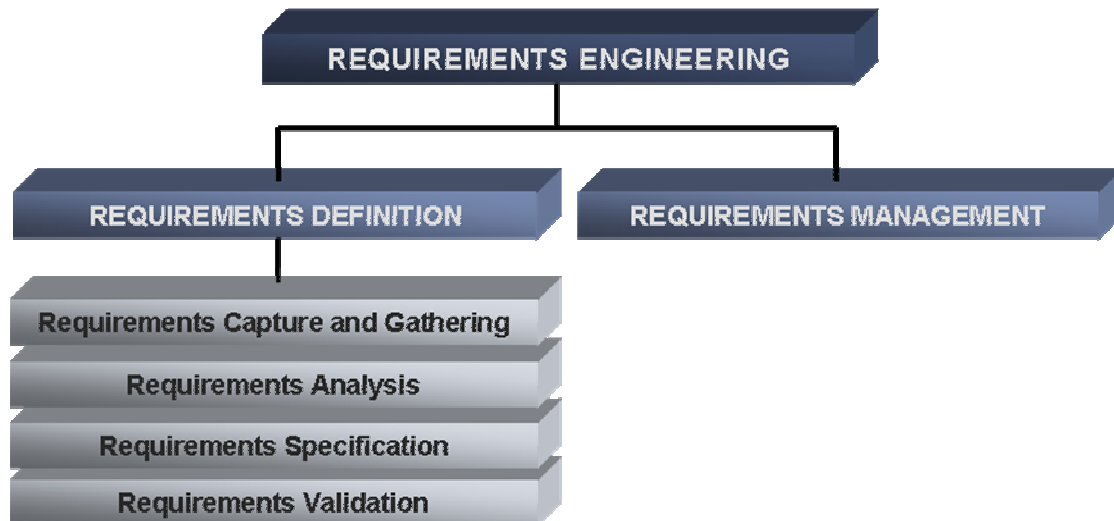 REQUIREMENTS ENGINEERING
REQUIREMENTS DEFINITION
REQUIREMENTS MANAGEMENT
Requirements Capture and Gathering
Requirements Analysis
Requirements Specification
Requirements Validation